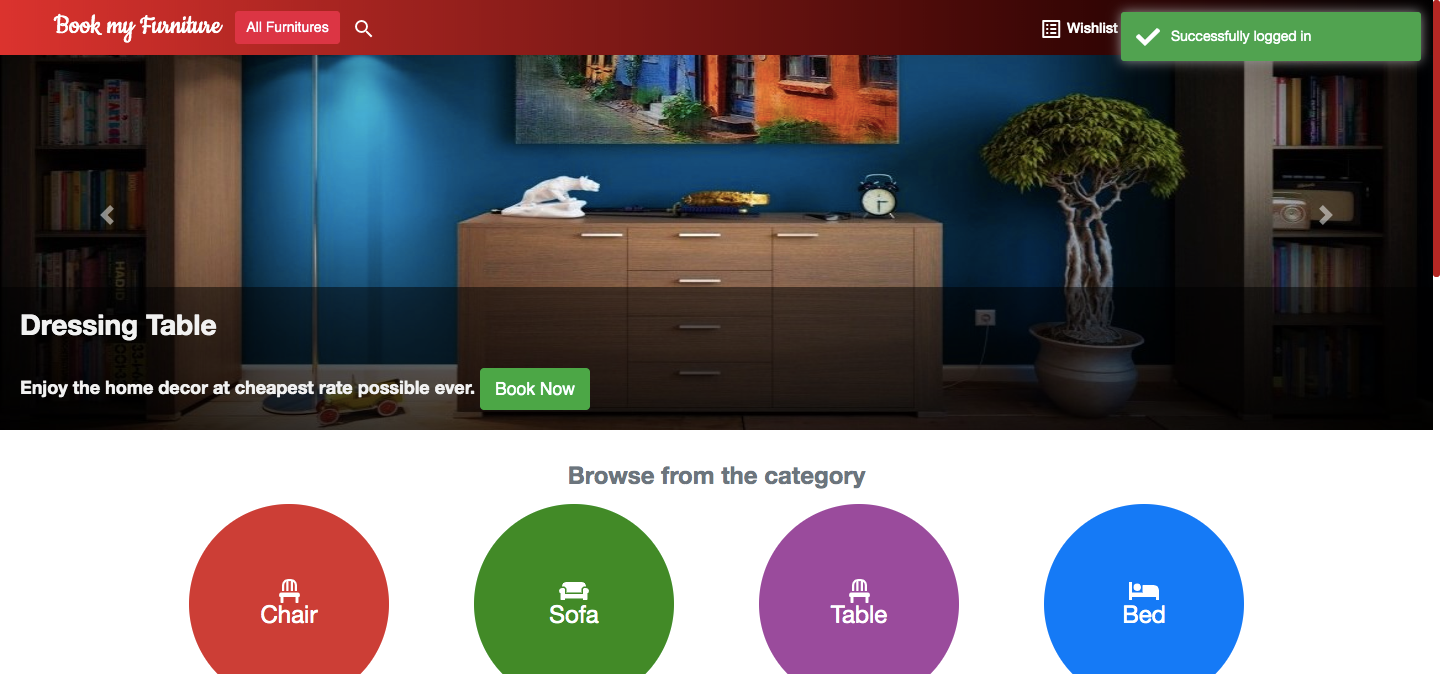 Book my Furniture
All Furnitures
Wishlist
Successfully logged in
Dressing Table
Enjoy the home decor at cheapest rate possible ever.
Book Now
Browse from the category
Chair
Sofa
Table
Bed